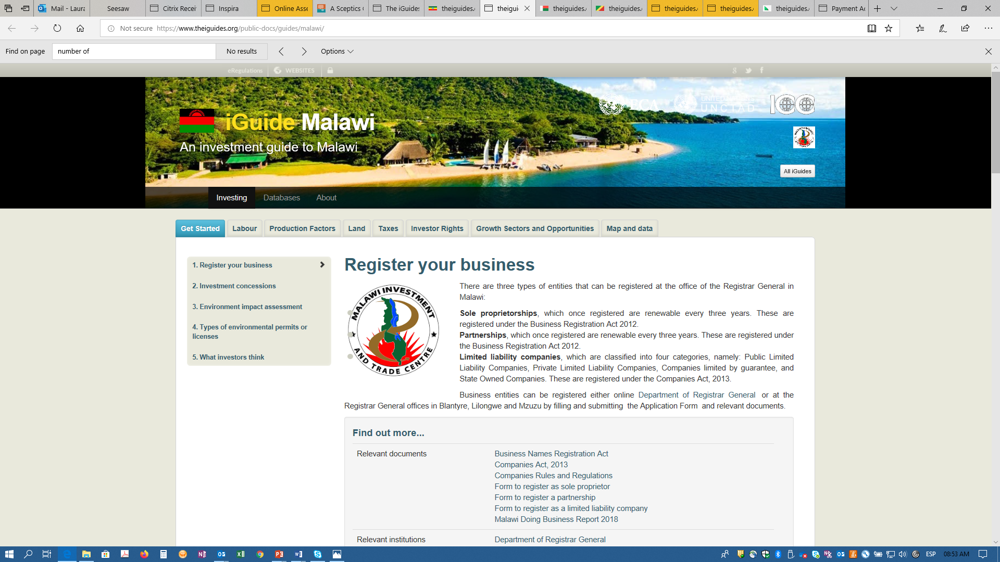 Mail - Laura
Seesaw
Citrix Recei
Inspira
Online Asse
A Sceptics
The iGuides
theiguides.
theigui
theiguides.
theiguides.
theiguides.
theiguides.
theiguides.
Payment Ac
Not secure https://www.theiguides.org/public-docs/guides/malawi/
Find on page
number of
No results
Options
eRegulations
WEBSITES
ECA
UNITED NATIONS
UNCTAD
ICC
iGuide Malawi
An investment guide to Malawi
All iGuides
Investing
Databases
About
Get Started
Labour
Production Factors
Land
Taxes
Investor Rights
Growth Sectors and Opportunities
Map and data
1. Register your business
2. Investment concessions
3. Environment impact assessment
4. Types of environmental permits or
licenses
5. What investors think
Register your business
MALAWI INVESTMENT
AND TRADE CENTRE
There are three types of entities that can be registered at the office of the Registrar General in
Malawi:
Sole proprietorships, which once registered are renewable every three years. These are
registered under the Business Registration Act 2012.
Partnerships, which once registered are renewable every three years. These are registered under
the Business Registration Act 2012.
Limited liability companies, which are classified into four categories, namely: Public Limited
Liability Companies, Private Limited Liability Companies, Companies limited by guarantee, and
State Owned Companies. These are registered under the Companies Act, 2013.
Business entities can be registered either online Department of Registrar General or at the
Registrar General offices in Blantyre, Lilongwe and Mzuzu by filling and submitting the Application Form and relevant documents.
Find out more...
Relevant documents
Business Names Registration Act
Companies Act, 2013
Companies Rules and Regulations
Form to register as sole proprietor
Form to register a partnership
Form to register as a limited liability company
Malawi Doing Business Report 2018
Relevant institutions
Department of Registrar General
ESP
08:53 AM